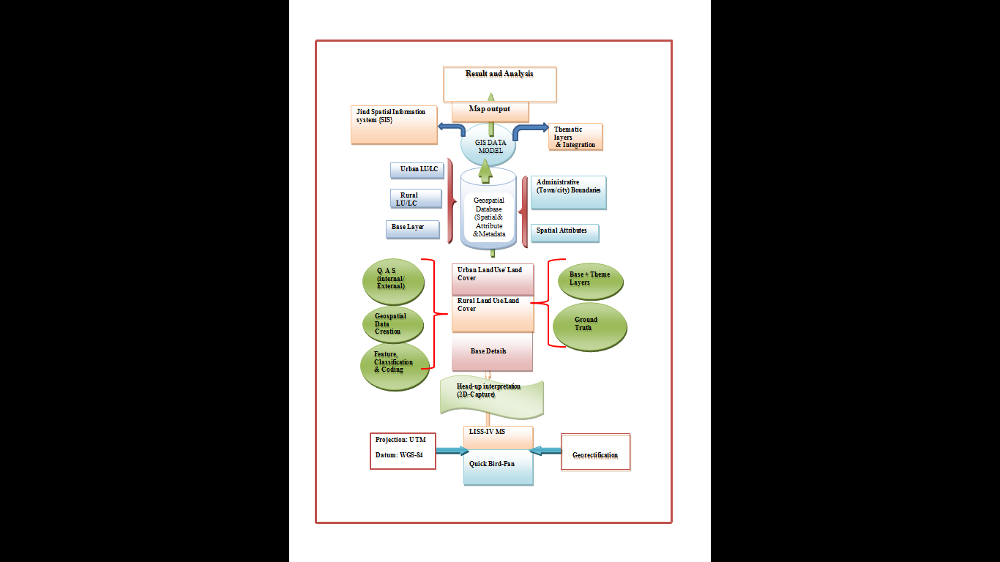 Result and Analysis
Map output
Jind Spatial Information
system {SIS}
Thematic
layers
& Integration
GIS DATA
MODEL
Urban LU/LC
Rural
LU/LC
Base Layer
Geospatial
Database
(Spatial&
Attribute
&Metadata
Administrative
(Town/city) Boundaries
Spatial Attributes
Q A S
(internal/
External)
Geospatial
Data
Creation
Feature,
Classification
& Coding
Urban Land Use/ Land
Cover
Rural Land Use/Land
Cover
Base Details
Base + Theme
Layers
Ground
Truth
Head-up interpretation
(2D-Capture)
LISS-IV MS
Quick Bird-Pan
Projection: UTM
Datum: WGS-84
Georectification